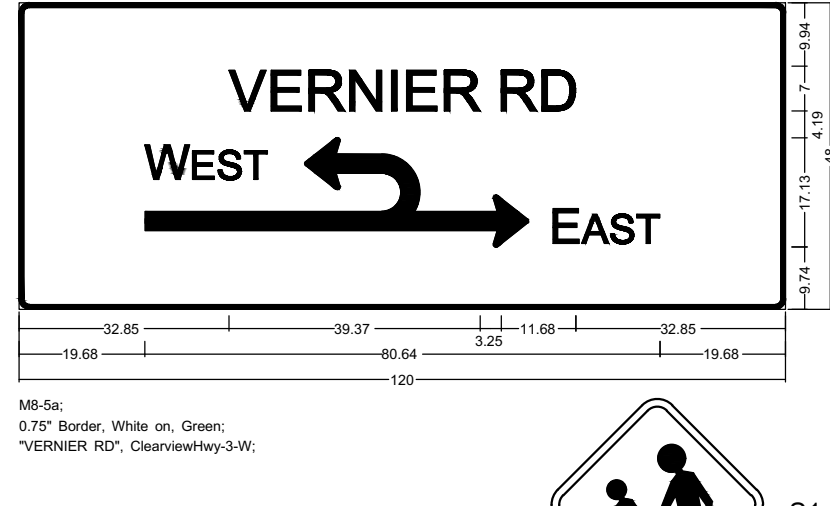 VERNIER RD
WEST
EAST
9.94
7
4.19
17.13
9.74
32.85 39.37 3.25 11.68 32.85
19.68 80.64 19.68
120
M8-5a;
0.75" Border, White on, Green;
"VERNIER RD", ClearviewHwy-3-W;